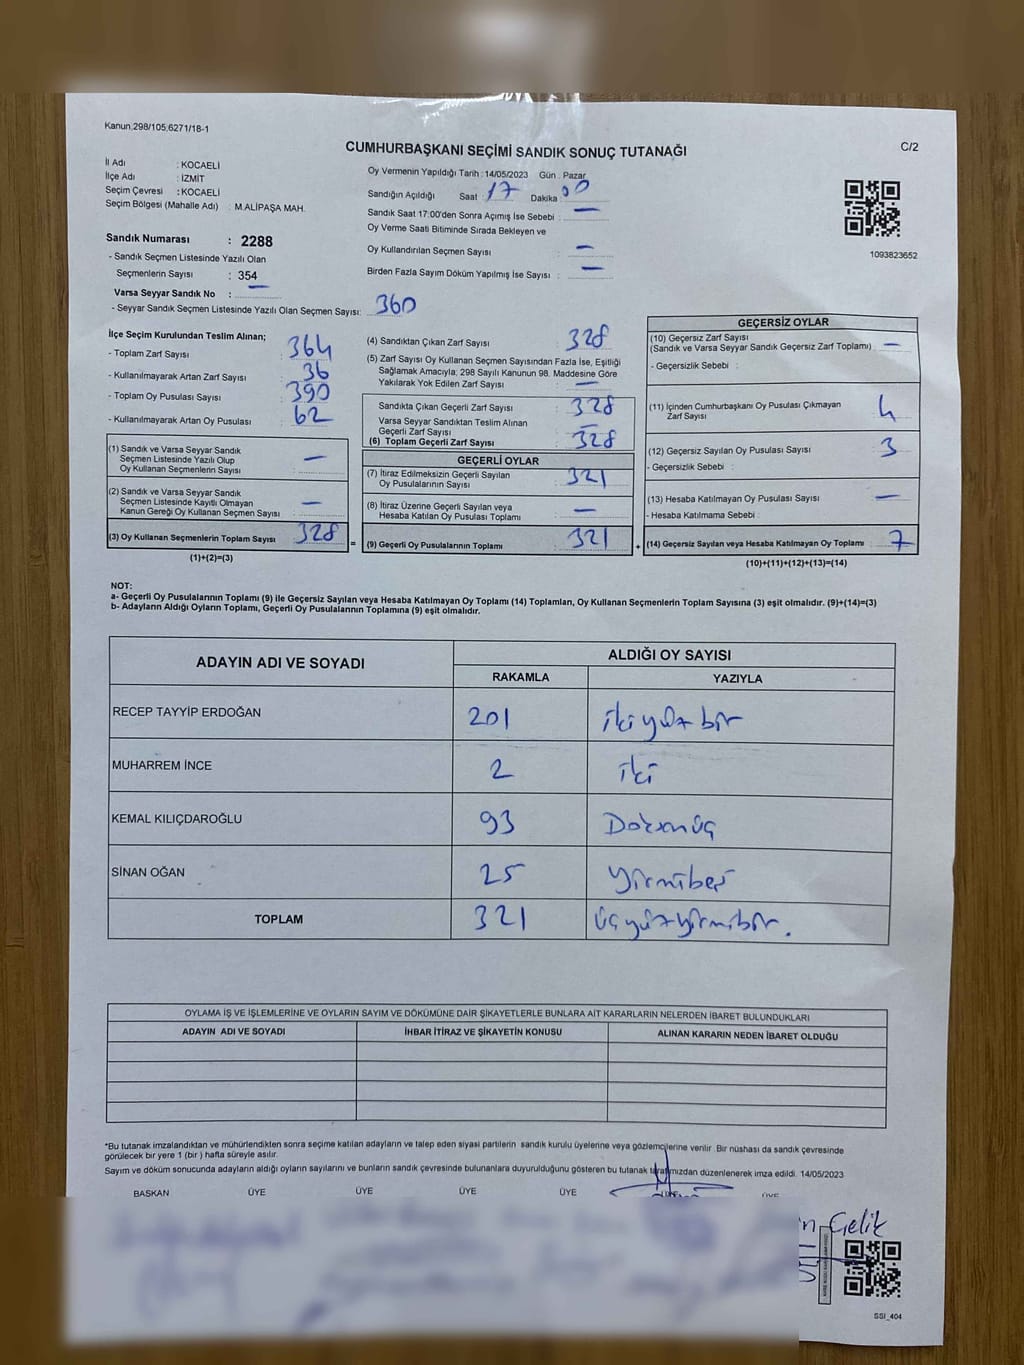 Kanun 298/105,6271/18-1
C/2
CUMHURBAŞKANI SEÇİMİ SANDIK SONUÇ TUTANAĞI
İl Adı : KOCAELİ
İlçe Adı : İZMİT
Seçim Çevresi : KOCAELİ
Seçim Bölgesi (Mahalle Adı) : M.ALİPAŞA MAH.
Sandık Numarası : 2288
- Sandık Seçmen Listesinde Yazılı Olan
Seçmenlerin Sayısı : 354
Varsa Seyyar Sandık No : —
- Seyyar Sandık Seçmen Listesinde Yazılı Olan Seçmen Sayısı: 360
Oy Vermenin Yapıldığı Tarih : 14/05/2023 Gün : Pazar
Sandığın Açıldığı Saat 17 Dakika 00
Sandık Saat 17:00'den Sonra Açımış İse Sebebi : —
Oy Verme Saati Bitiminde Sırada Bekleyen ve
Oy Kullandırılan Seçmen Sayısı : —
Birden Fazla Sayım Döküm Yapılmış İse Sayısı : —
1093823652
İlçe Seçim Kurulundan Teslim Alınan;
- Toplam Zarf Sayısı : 364
- Kullanılmayarak Artan Zarf Sayısı : 36
- Toplam Oy Pusulası Sayısı : 390
- Kullanılmayarak Artan Oy Pusulası : 62
(1) Sandık ve Varsa Seyyar Sandık
Seçmen Listesinde Yazılı Olup
Oy Kullanan Seçmenlerin Sayısı : —
(2) Sandık ve Varsa Seyyar Sandık
Seçmen Listesinde Kayıtlı Olmayan
Kanun Gereği Oy Kullanan Seçmen Sayısı : —
(3) Oy Kullanan Seçmenlerin Toplam Sayısı : 328
(1)+(2)=(3)
=
(4) Sandıktan Çıkan Zarf Sayısı : 328
(5) Zarf Sayısı Oy Kullanan Seçmen Sayısından Fazla İse, Eşitliği
Sağlamak Amacıyla; 298 Sayılı Kanunun 98. Maddesine Göre
Yakılarak Yok Edilen Zarf Sayısı : —
Sandıkta Çıkan Geçerli Zarf Sayısı : 328
Varsa Seyyar Sandıktan Teslim Alınan
Geçerli Zarf Sayısı : —
(6) Toplam Geçerli Zarf Sayısı : 328
GEÇERLİ OYLAR
(7) İtiraz Edilmeksizin Geçerli Sayılan
Oy Pusulalarının Sayısı : 321
(8) İtiraz Üzerine Geçerli Sayılan veya
Hesaba Katılan Oy Pusulası Toplamı : —
(9) Geçerli Oy Pusulalarının Toplamı : 321
+
GEÇERSİZ OYLAR
(10) Geçersiz Zarf Sayısı
(Sandık ve Varsa Seyyar Sandık Geçersiz Zarf Toplamı) : —
- Geçersizlik Sebebi :
(11) İçinden Cumhurbaşkanı Oy Pusulası Çıkmayan
Zarf Sayısı : 4
(12) Geçersiz Sayılan Oy Pusulası Sayısı : 3
- Geçersizlik Sebebi :
(13) Hesaba Katılmayan Oy Pusulası Sayısı : —
- Hesaba Katılmama Sebebi :
(14) Geçersiz Sayılan veya Hesaba Katılmayan Oy Toplamı : 7
(10)+(11)+(12)+(13)=(14)
NOT:
a- Geçerli Oy Pusulalarının Toplamı (9) ile Geçersiz Sayılan veya Hesaba Katılmayan Oy Toplamı (14) Toplamları, Oy Kullanan Seçmenlerin Toplam Sayısına (3) eşit olmalıdır. (9)+(14)=(3)
b- Adayların Aldığı Oyların Toplamı, Geçerli Oy Pusulalarının Toplamına (9) eşit olmalıdır.
ADAYIN ADI VE SOYADI
ALDIĞI OY SAYISI
RAKAMLA YAZIYLA
RECEP TAYYİP ERDOĞAN 201 iki yüz bir
MUHARREM İNCE 2 iki
KEMAL KILIÇDAROĞLU 93 Doksanüç
SİNAN OĞAN 25 Yirmibeş
TOPLAM 321 üçyüzyirmibir.
OYLAMA İŞ VE İŞLEMLERİNE VE OYLARIN SAYIM VE DÖKÜMÜNE DAİR ŞİKAYETLERLE BUNLARA AİT KARARLARIN NELERDEN İBARET BULUNDUKLARI
ADAYIN ADI VE SOYADI İHBAR İTİRAZ VE ŞİKAYETİN KONUSU ALINAN KARARIN NEDEN İBARET OLDUĞU
*Bu tutanak imzalandıktan ve mühürlendikten sonra seçime katılan adayların ve talep eden siyasi partilerin sandık kurulu üyelerine veya gözlemcilerine verilir. Bir nüshası da sandık çevresinde
görülecek bir yere 1 (bir) hafta süreyle asılır.
Sayım ve döküm sonucunda adayların aldığı oyların sayılarını ve bunların sandık çevresinde bulunanlara duyurulduğunu gösteren bu tutanak tarafımızdan düzenlenerek imza edildi. 14/05/2023
BAŞKAN ÜYE ÜYE ÜYE ÜYE ÜYE
Çelik
SSI_404